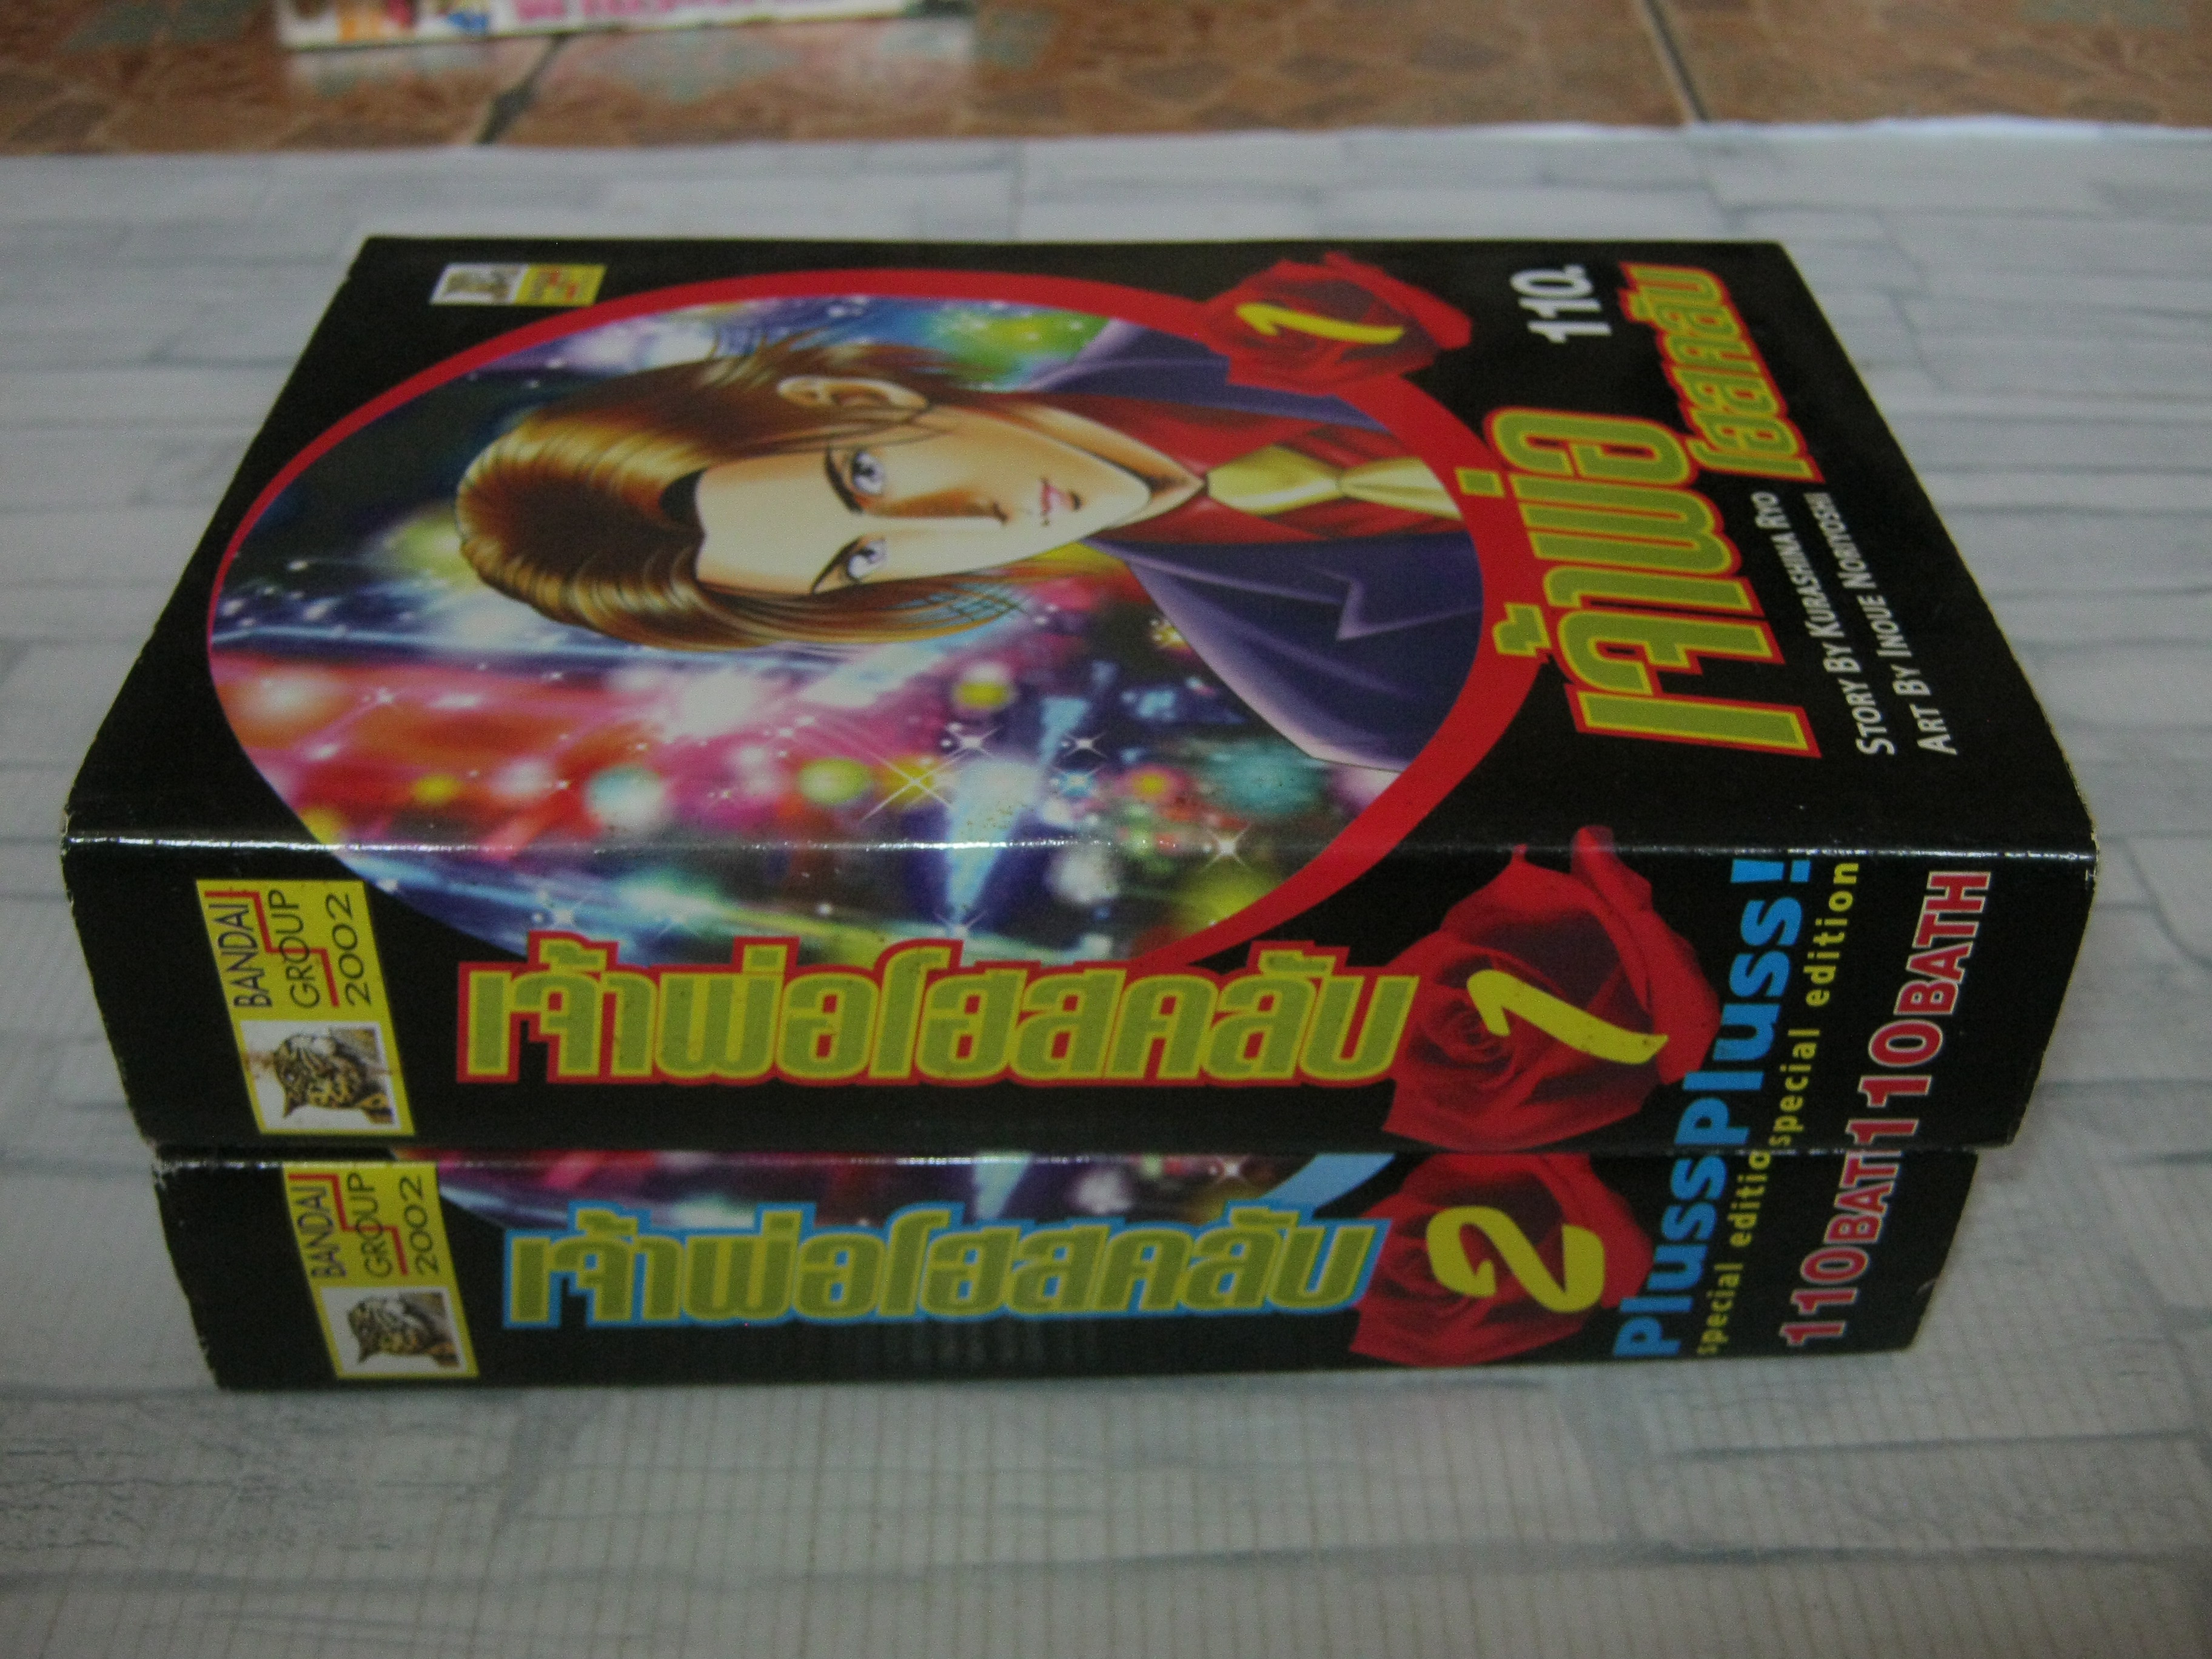 1
110.
เจ้าพ่อ
โฮสคลับ
STORY BY KURASHINA RYO
ART BY INOUE NORIYOSHI
BANDAI
GROUP
2002
เจ้าพ่อโฮสคลับ
1
Pluss!
special edition
110BATH
BANDAI
GROUP
2002
เจ้าพ่อโฮสคลับ
2
Pluss
special editio
110BAT